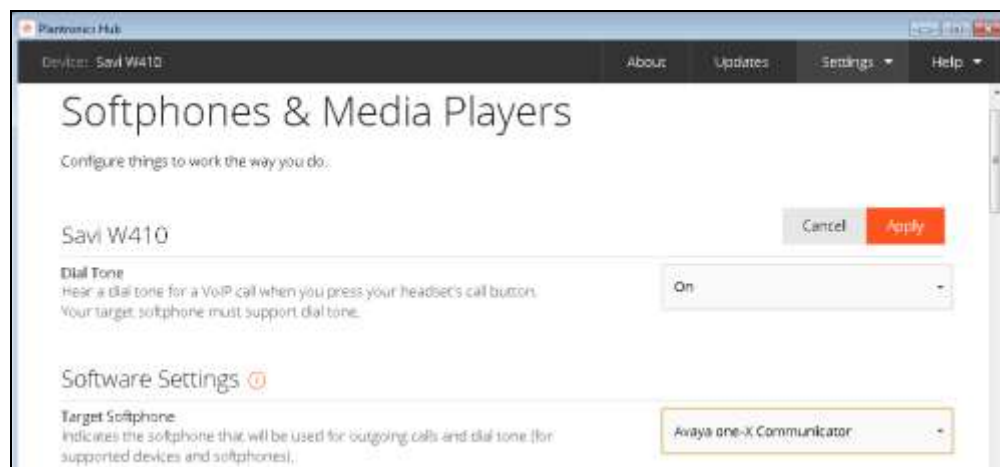 Plantronics Hub
Device: Savi W410
About Updates Settings Help
Softphones & Media Players
Configure things to work the way you do.
Savi W410
Cancel Apply
Dial Tone
Hear a dial tone for a VoIP call when you press your headset's call button.
Your target softphone must support dial tone.
On
Software Settings
Target Softphone
Indicates the softphone that will be used for outgoing calls and dial tone (for
supported devices and softphones).
Avaya one-X Communicator